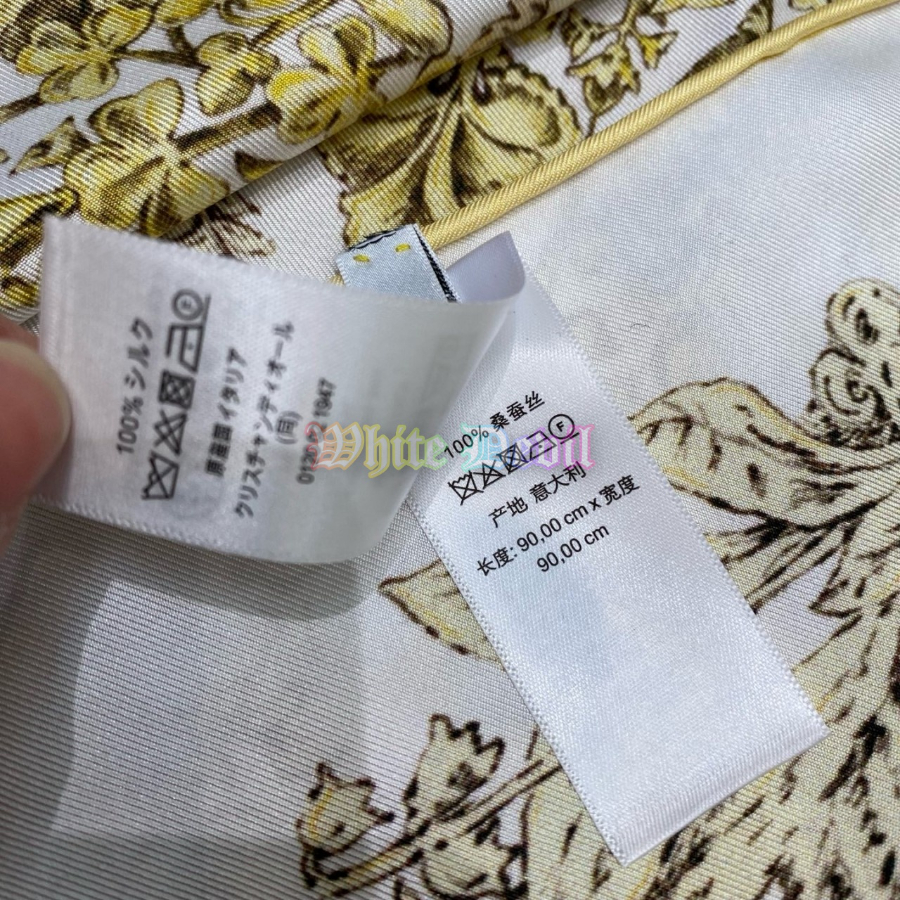 100% シルク
原産国 イタリア
クリスチャンディオール
(同)
1947
White Devil
100% 桑蚕丝
F
产地 意大利
长度: 90,00 cm x 宽度
90,00 cm